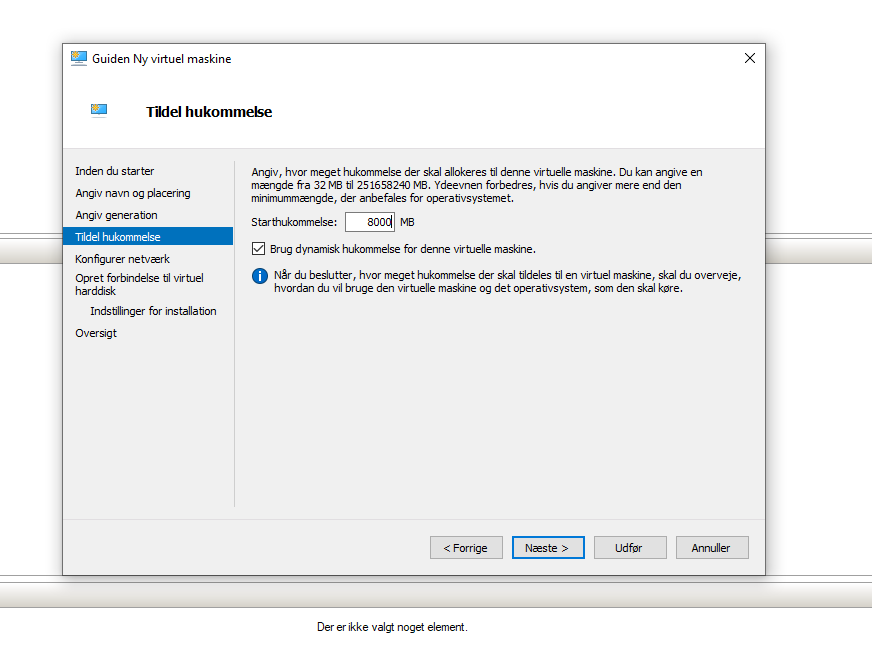 Guiden Ny virtuel maskine
Tildel hukommelse
Inden du starter
Angiv navn og placering
Angiv generation
Tildel hukommelse
Konfigurer netværk
Opret forbindelse til virtuel
harddisk
Indstillinger for installation
Oversigt
Angiv, hvor meget hukommelse der skal allokeres til denne virtuelle maskine. Du kan angive en
mængde fra 32 MB til 251658240 MB. Ydeevnen forbedres, hvis du angiver mere end den
minimummængde, der anbefales for operativsystemet.
Starthukommelse: 8000 MB
Brug dynamisk hukommelse for denne virtuelle maskine.
Når du beslutter, hvor meget hukommelse der skal tildeles til en virtuel maskine, skal du overveje,
hvordan du vil bruge den virtuelle maskine og det operativsystem, som den skal køre.
< Forrige Næste > Udfør Annuller
Der er ikke valgt noget element.